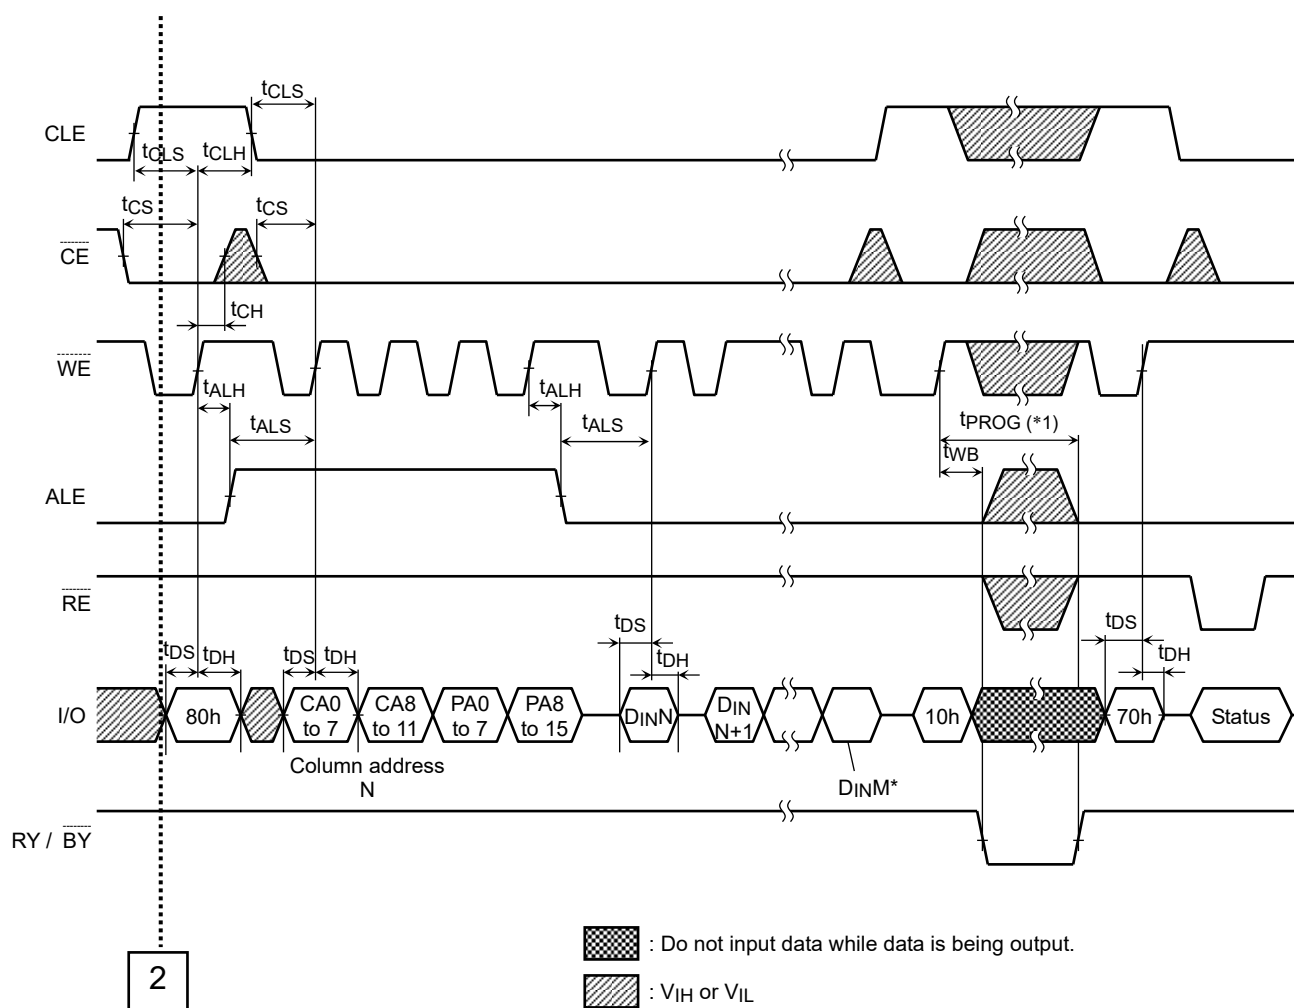 tCLS
CLE
tCLS tCLH
tCS tCS
CE
tCH
WE
tALH tALH
tALS tALS tPROG (*1)
tWB
ALE
RE
tDS tDH tDS tDH tDS tDH tDS tDH
I/O 80h CA0 to 7 CA8 to 11 PA0 to 7 PA8 to 15 DINN DIN N+1 10h 70h Status
Column address
N
DINM*
RY / BY
: Do not input data while data is being output.
2
: VIH or VIL